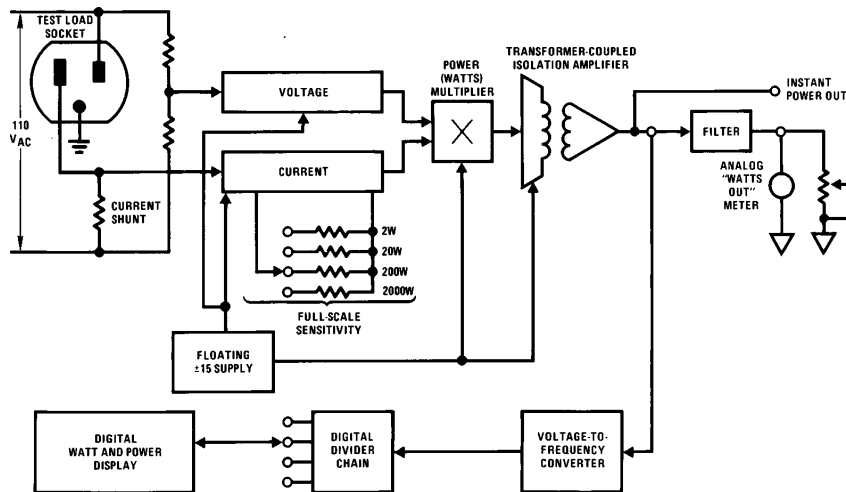 TEST LOAD
SOCKET
110
VAC
CURRENT
SHUNT
VOLTAGE
CURRENT
2W
20W
200W
2000W
FULL-SCALE
SENSITIVITY
FLOATING
±15 SUPPLY
POWER
(WATTS)
MULTIPLIER
TRANSFORMER-COUPLED
ISOLATION AMPLIFIER
INSTANT
POWER OUT
FILTER
ANALOG
"WATTS
OUT"
METER
DIGITAL
WATT AND POWER
DISPLAY
DIGITAL
DIVIDER
CHAIN
VOLTAGE-TO-
FREQUENCY
CONVERTER